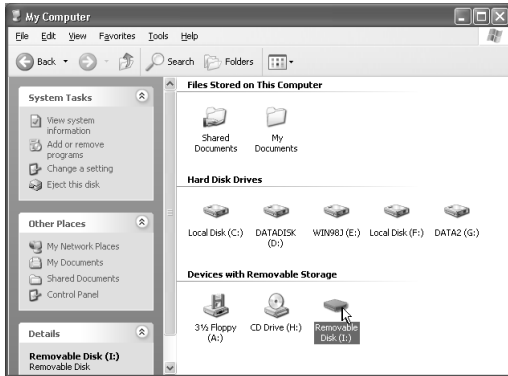 My Computer
File Edit View Favorites Tools Help
Back Search Folders
System Tasks
View system
information
Add or remove
programs
Change a setting
Eject this disk
Other Places
My Network Places
My Documents
Shared Documents
Control Panel
Details
Removable Disk (I:)
Removable Disk
Files Stored on This Computer
Shared
Documents
My
Documents
Hard Disk Drives
Local Disk (C:)
DATADISK
(D:)
WIN98J (E:)
Local Disk (F:)
DATA2 (G:)
Devices with Removable Storage
3½ Floppy
(A:)
CD Drive (H:)
Removable
Disk (I:)